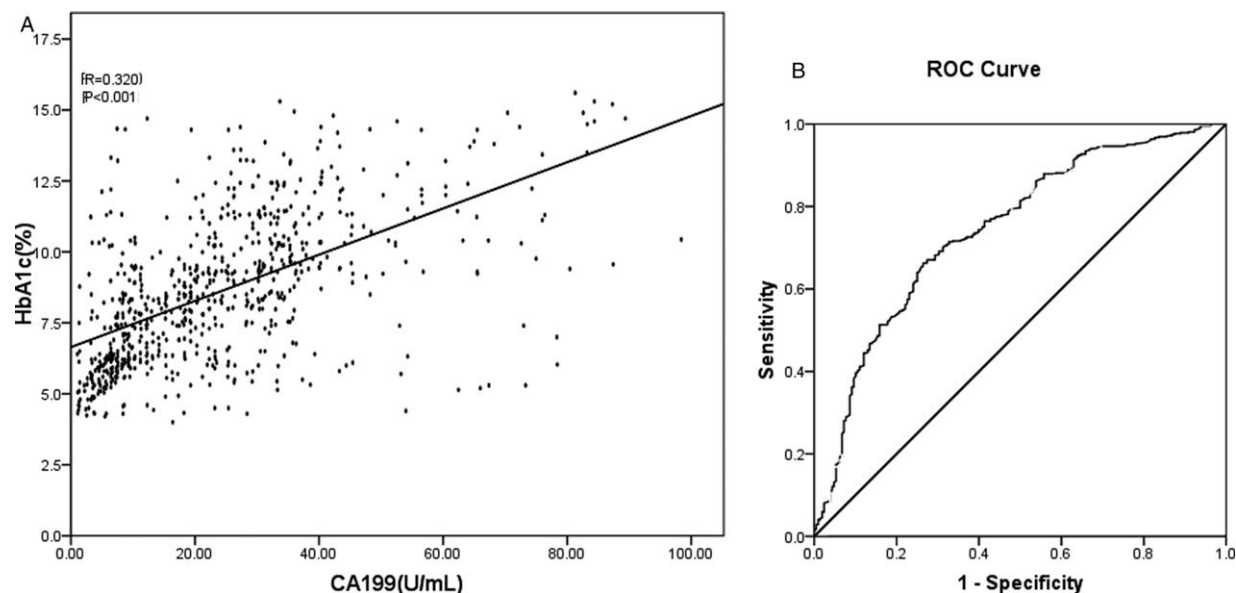 A
17.5
15.0
12.5
10.0
7.5
5.0
2.5
0.0
HbA1c(%)
[R=0.320]
[P<0.001]
0.00 20.00 40.00 60.00 80.00 100.00
CA199(U/mL)
B
ROC Curve
1.0
0.8
0.6
0.4
0.2
0.0
Sensitivity
0.0 0.2 0.4 0.6 0.8 1.0
1 - Specificity